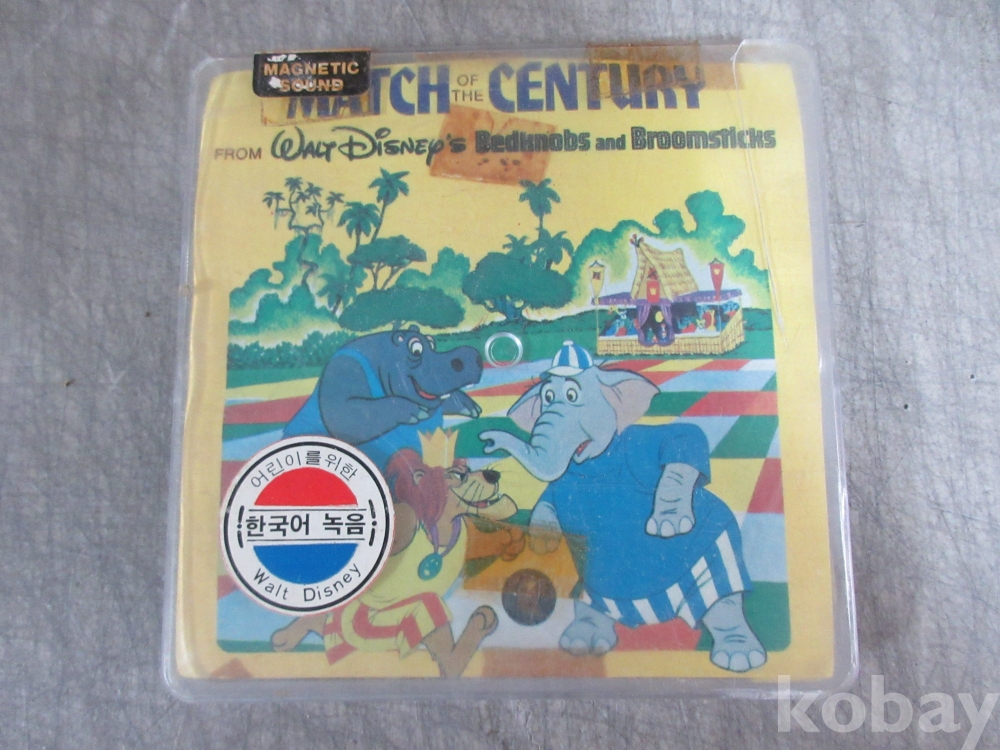 MAGNETIC
SOUND
MATCH OF THE CENTURY
FROM WALT DISNEY'S Bedknobs and Broomsticks
어린이를위한
한국어 녹음
Walt Disney
kobay